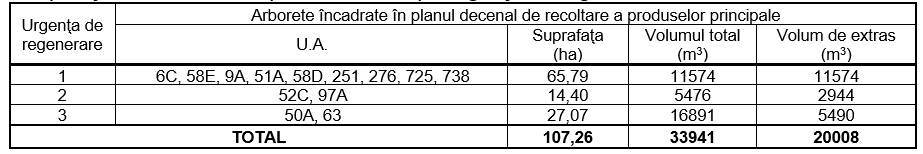 Urgenţa de regenerare
Arborete încadrate în planul decenal de recoltare a produselor principale
U.A.
Suprafaţa (ha)
Volumul total (m³)
Volum de extras (m³)
1 6C, 58E, 9A, 51A, 58D, 251, 276, 725, 738 65,79 11574 11574
2 52C, 97A 14,40 5476 2944
3 50A, 63 27,07 16891 5490
TOTAL 107,26 33941 20008